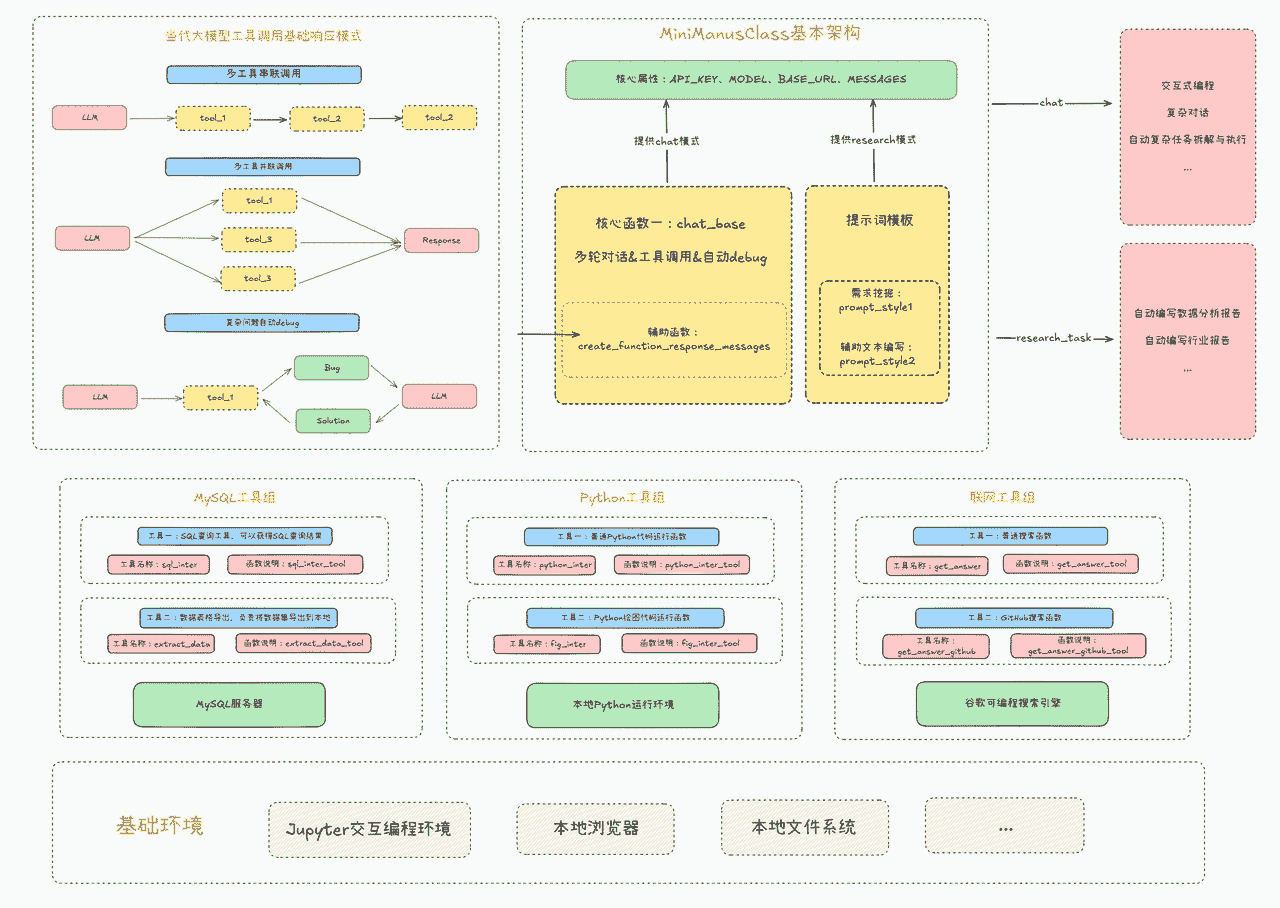 当代大模型工具调用基础响应模式
多工具串联调用
LLM
tool_1
tool_2
tool_2
多工具并联调用
tool_1
LLM
tool_3
Response
tool_3
复杂问题自动debug
Bug
LLM
tool_1
LLM
Solution
MiniManusClass基本架构
核心属性：API_KEY、MODEL、BASE_URL、MESSAGES
提供chat模式
提供research模式
核心函数一：chat_base
多轮对话&工具调用&自动debug
辅助函数：
create_function_response_messages
提示词模板
需求挖掘：
prompt_style1
辅助文本编写：
prompt_style2
chat
交互式编程
复杂对话
自动复杂任务拆解与执行
...
research_task
自动编写数据分析报告
自动编写行业报告
...
MySQL工具组
工具一：SQL查询工具，可以获得SQL查询结果
工具名称：sql_inter
函数说明：sql_inter_tool
工具二：数据表格导出，负责将数据集导出到本地
工具名称：extract_data
函数说明：extract_data_tool
MySQL服务器
Python工具组
工具一：普通Python代码运行函数
工具名称：python_inter
函数说明：python_inter_tool
工具二：Python绘图代码运行函数
工具名称：fig_inter
函数说明：fig_inter_tool
本地Python运行环境
联网工具组
工具一：普通搜索函数
工具名称：get_answer
函数说明：get_answer_tool
工具二：GitHub搜索函数
工具名称：
get_answer_github
函数说明：
get_answer_github_tool
谷歌可编程搜索引擎
基础环境
Jupyter交互编程环境
本地浏览器
本地文件系统
...